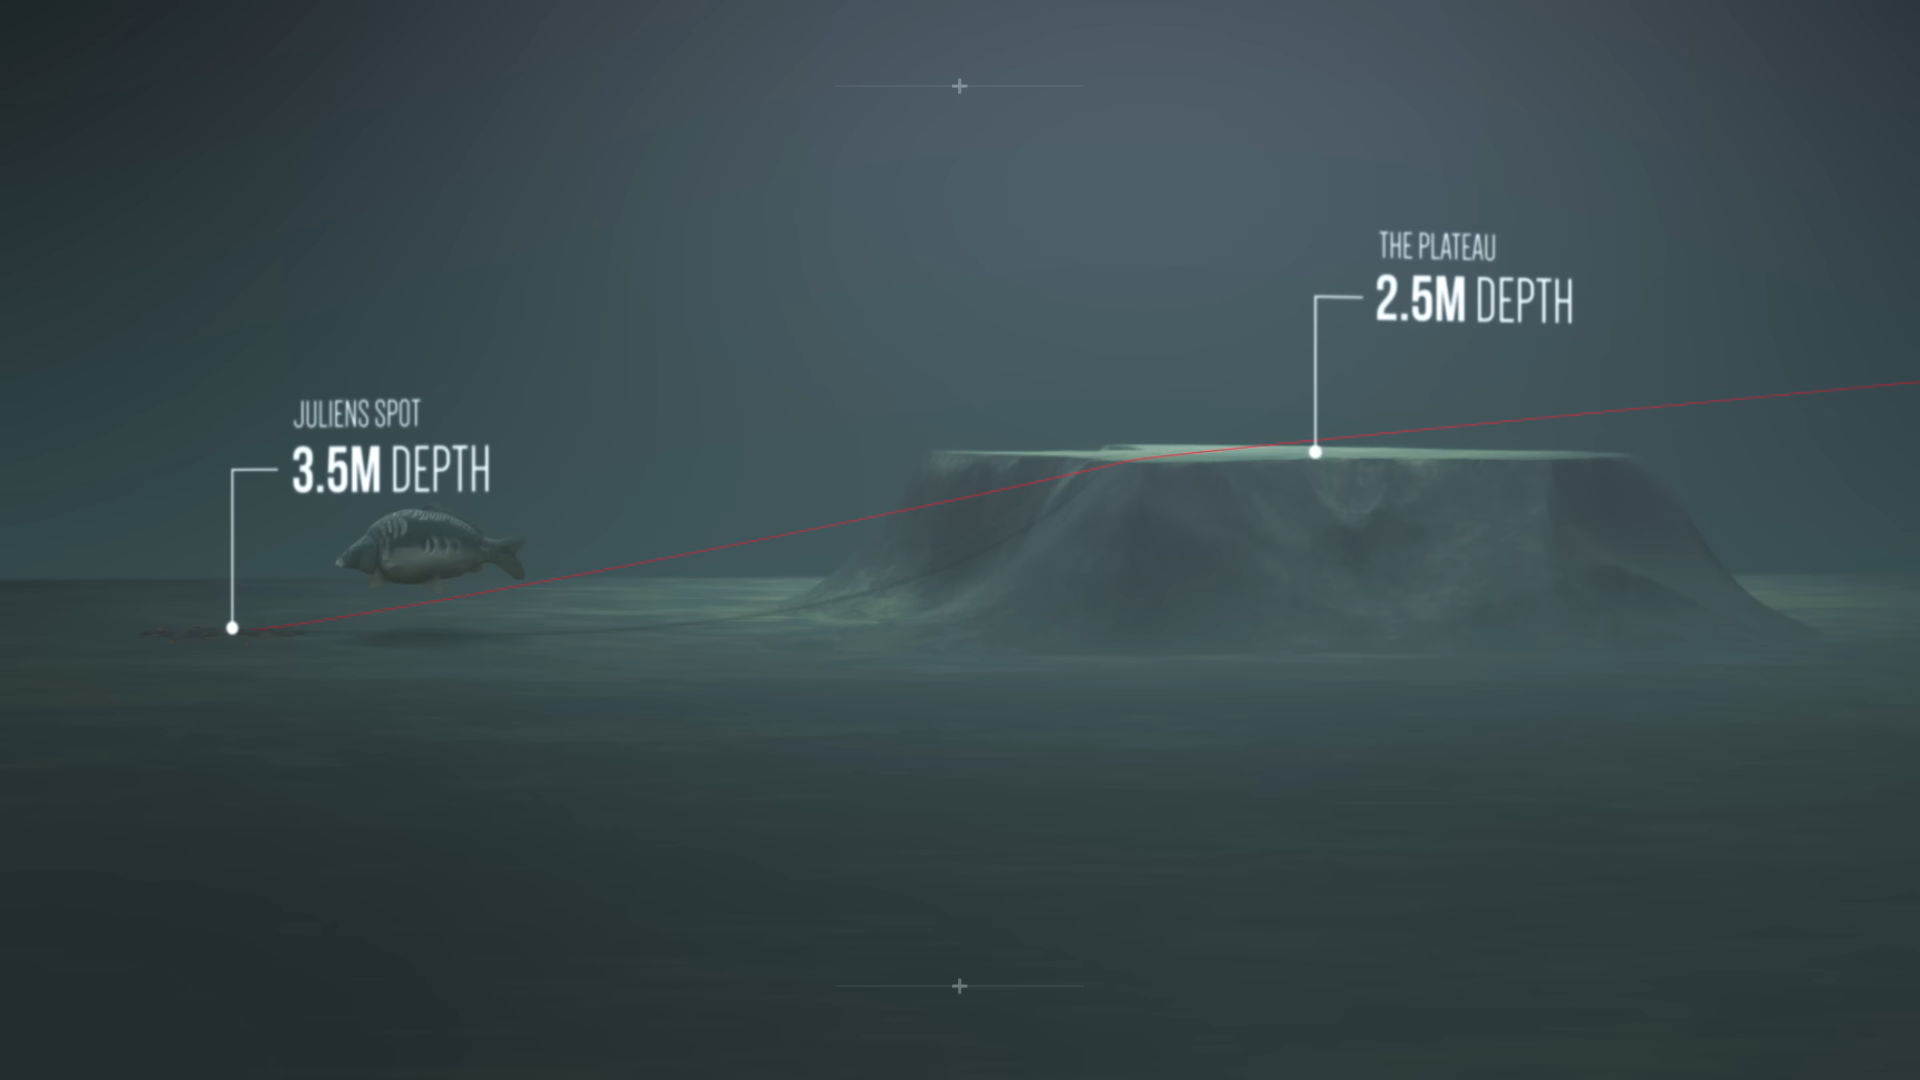 THE PLATEAU
2.5M DEPTH
JULIENS SPOT
3.5M DEPTH